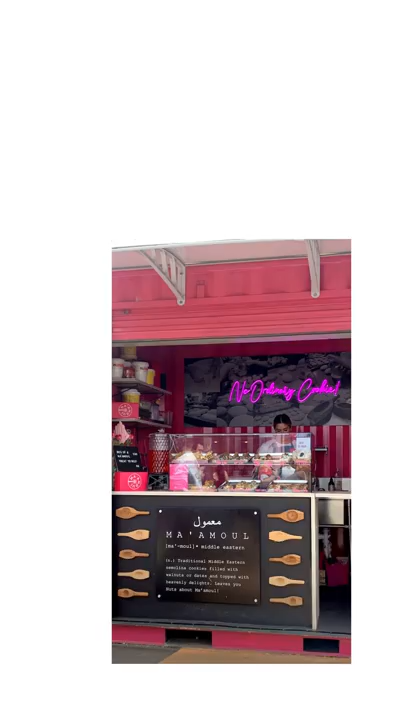 No Ordinary Cookie!
معمول
MA'AMOUL
[ma'-moul]• middle eastern
(n.) Traditional Middle Eastern
semolina cookies filled with
walnuts or dates and topped with
heavenly delights. Leaves you
Nuts about Ma'amoul!